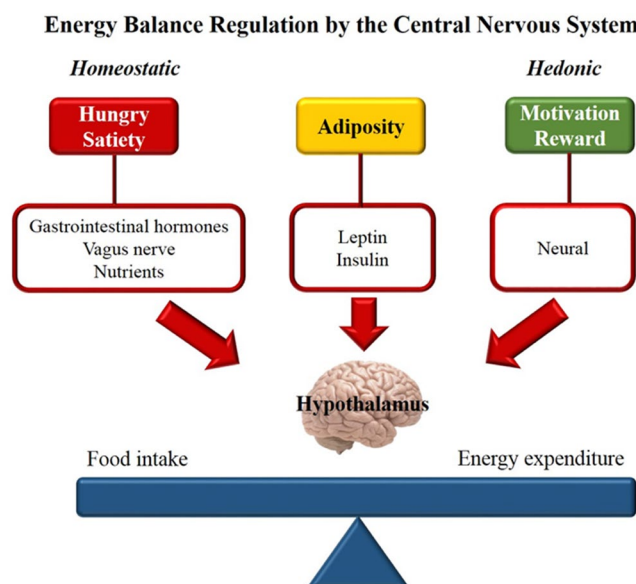 Energy Balance Regulation by the Central Nervous System
Homeostatic
Hedonic
Hungry
Satiety
Adiposity
Motivation
Reward
Gastrointestinal hormones
Vagus nerve
Nutrients
Leptin
Insulin
Neural
Hypothalamus
Food intake
Energy expenditure